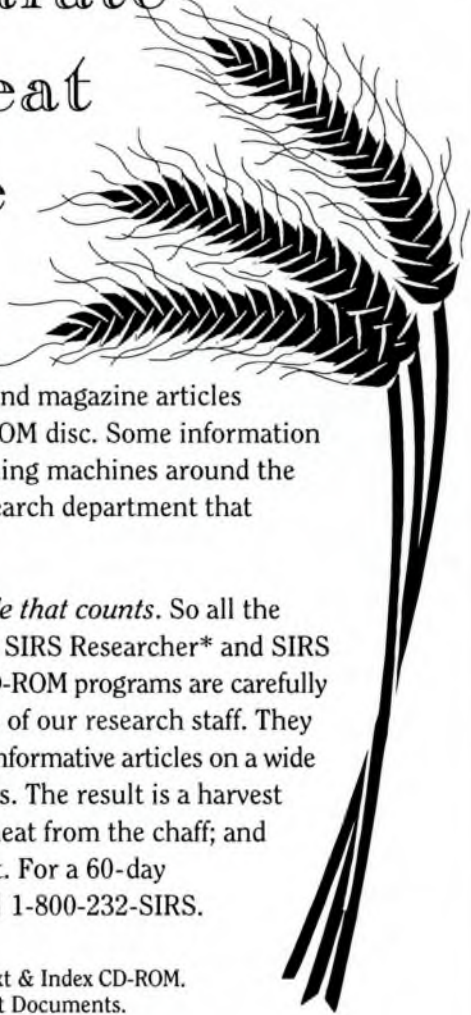 eat
e
nd magazine articles
OM disc. Some information
ing machines around the
earch department that
e that counts. So all the
SIRS Researcher* and SIRS
D-ROM programs are carefully
of our research staff. They
nformative articles on a wide
s. The result is a harvest
eat from the chaff; and
t. For a 60-day
1-800-232-SIRS.
xt & Index CD-ROM.
t Documents.